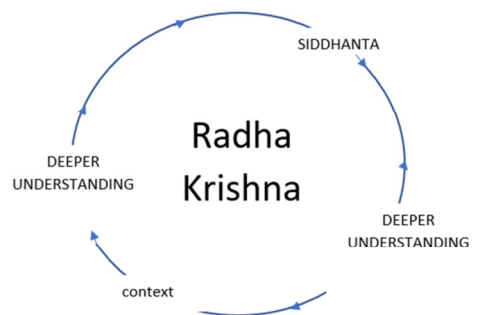 SIDDHANTA
Radha
Krishna
DEEPER
UNDERSTANDING
DEEPER
UNDERSTANDING
context